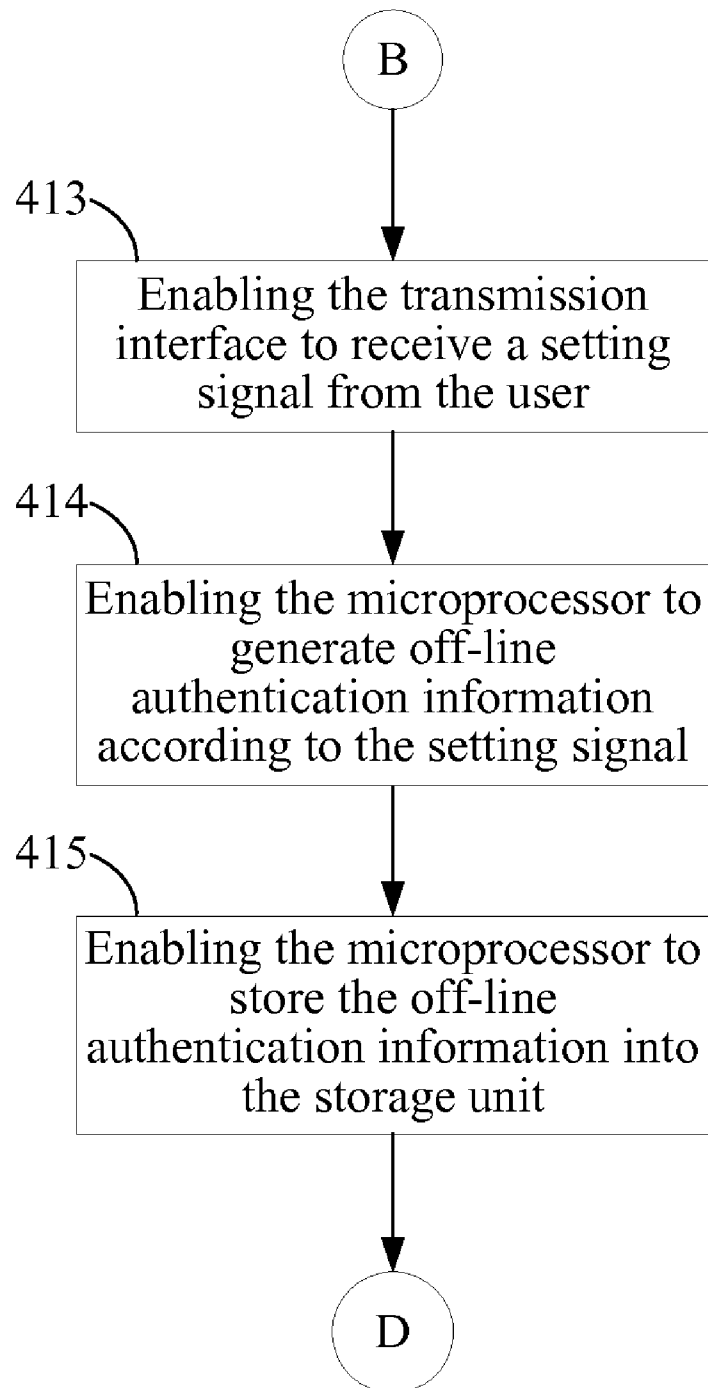 B
413
Enabling the transmission
interface to receive a setting
signal from the user
414
Enabling the microprocessor to
generate off-line
authentication information
according to the setting signal
415
Enabling the microprocessor to
store the off-line
authentication information into
the storage unit
D